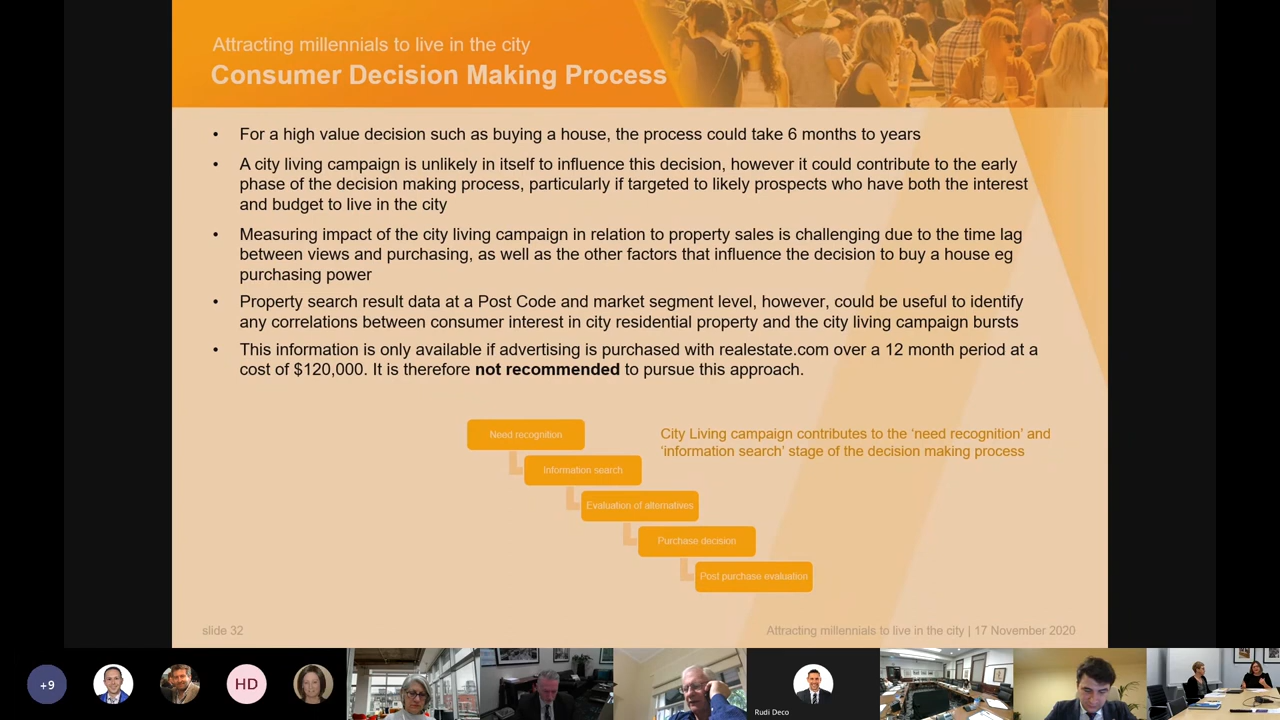 Attracting millennials to live in the city
Consumer Decision Making Process
• For a high value decision such as buying a house, the process could take 6 months to years
• A city living campaign is unlikely in itself to influence this decision, however it could contribute to the early
phase of the decision making process, particularly if targeted to likely prospects who have both the interest
and budget to live in the city
• Measuring impact of the city living campaign in relation to property sales is challenging due to the time lag
between views and purchasing, as well as the other factors that influence the decision to buy a house eg
purchasing power
• Property search result data at a Post Code and market segment level, however, could be useful to identify
any correlations between consumer interest in city residential property and the city living campaign bursts
• This information is only available if advertising is purchased with realestate.com over a 12 month period at a
cost of $120,000. It is therefore not recommended to pursue this approach.
Need recognition
Information search
Evaluation of alternatives
Purchase decision
Post purchase evaluation
City Living campaign contributes to the ‘need recognition’ and
‘information search’ stage of the decision making process
slide 32
Attracting millennials to live in the city | 17 November 2020
+9
HD
Rudi Deco